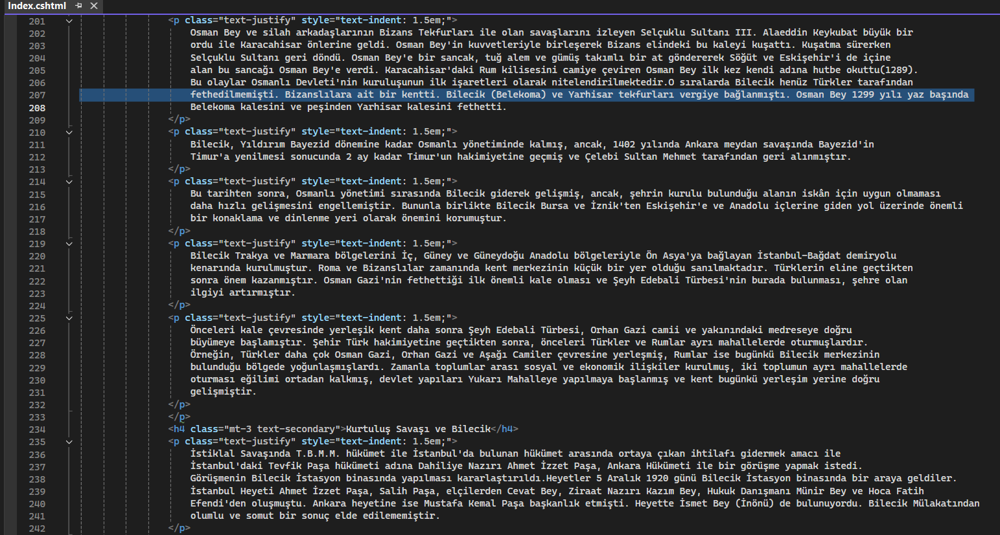 Index.cshtml
201 <p class="text-justify" style="text-indent: 1.5em;">
202 Osman Bey ve silah arkadaşlarının Bizans Tekfurları ile olan savaşlarını izleyen Selçuklu Sultanı III. Alaeddin Keykubat büyük bir
203 ordu ile Karacahisar önlerine geldi. Osman Bey'in kuvvetleriyle birleşerek Bizans elindeki bu kaleyi kuşattı. Kuşatma sürerken
204 Selçuklu Sultanı geri döndü. Osman Bey'e bir sancak, tuğ alem ve gümüş takımlı bir at göndererek Söğüt ve Eskişehir'i de içine
205 alan bu sancağı Osman Bey'e verdi. Karacahisar'daki Rum kilisesini camiye çeviren Osman Bey ilk kez kendi adına hutbe okuttu(1289).
206 Bu olaylar Osmanlı Devleti'nin kuruluşunun ilk işaretleri olarak nitelendirilmektedir.O sıralarda Bilecik henüz Türkler tarafından
207 fethedilmemişti. Bizanslılara ait bir kentti. Bilecik (Belekoma) ve Yarhisar tekfurları vergiye bağlanmıştı. Osman Bey 1299 yılı yaz başında
208 Belekoma kalesini ve peşinden Yarhisar kalesini fethetti.
209 </p>
210 <p class="text-justify" style="text-indent: 1.5em;">
211 Bilecik, Yıldırım Bayezid dönemine kadar Osmanlı yönetiminde kalmış, ancak, 1402 yılında Ankara meydan savaşında Bayezid'in
212 Timur'a yenilmesi sonucunda 2 ay kadar Timur'un hakimiyetine geçmiş ve Çelebi Sultan Mehmet tarafından geri alınmıştır.
213 </p>
214 <p class="text-justify" style="text-indent: 1.5em;">
215 Bu tarihten sonra, Osmanlı yönetimi sırasında Bilecik giderek gelişmiş, ancak, şehrin kurulu bulunduğu alanın iskân için uygun olmaması
216 daha hızlı gelişmesini engellemiştir. Bununla birlikte Bilecik Bursa ve İznik'ten Eskişehir'e ve Anadolu içlerine giden yol üzerinde önemli
217 bir konaklama ve dinlenme yeri olarak önemini korumuştur.
218 </p>
219 <p class="text-justify" style="text-indent: 1.5em;">
220 Bilecik Trakya ve Marmara bölgelerini İç, Güney ve Güneydoğu Anadolu bölgeleriyle Ön Asya'ya bağlayan İstanbul-Bağdat demiryolu
221 kenarında kurulmuştur. Roma ve Bizanslılar zamanında kent merkezinin küçük bir yer olduğu sanılmaktadır. Türklerin eline geçtikten
222 sonra önem kazanmıştır. Osman Gazi'nin fethettiği ilk önemli kale olması ve Şeyh Edebali Türbesi'nin burada bulunması, şehre olan
223 ilgiyi artırmıştır.
224 </p>
225 <p class="text-justify" style="text-indent: 1.5em;">
226 Önceleri kale çevresinde yerleşik kent daha sonra Şeyh Edebali Türbesi, Orhan Gazi camii ve yakınındaki medreseye doğru
227 büyümeye başlamıştır. Şehir Türk hakimiyetine geçtikten sonra, önceleri Türkler ve Rumlar ayrı mahallelerde oturmuşlardır.
228 Örneğin, Türkler daha çok Osman Gazi, Orhan Gazi ve Aşağı Camiler çevresine yerleşmiş, Rumlar ise bugünkü Bilecik merkezinin
229 bulunduğu bölgede yoğunlaşmışlardı. Zamanla toplumlar arası sosyal ve ekonomik ilişkiler kurulmuş, iki toplumun ayrı mahallelerde
230 oturması eğilimi ortadan kalkmış, devlet yapıları Yukarı Mahalleye yapılmaya başlanmış ve kent bugünkü yerleşim yerine doğru
231 gelişmiştir.
232 </p>
233 </p>
234 <h4 class="mt-3 text-secondary">Kurtuluş Savaşı ve Bilecik</h4>
235 <p class="text-justify" style="text-indent: 1.5em;">
236 İstiklal Savaşında T.B.M.M. hükümet ile İstanbul'da bulunan hükümet arasında ortaya çıkan ihtilafı gidermek amacı ile
237 İstanbul'daki Tevfik Paşa hükümeti adına Dahiliye Nazırı Ahmet İzzet Paşa, Ankara Hükümeti ile bir görüşme yapmak istedi.
238 Görüşmenin Bilecik İstasyon binasında yapılması kararlaştırıldı.Heyetler 5 Aralık 1920 günü Bilecik İstasyon binasında bir araya geldiler.
239 İstanbul Heyeti Ahmet İzzet Paşa, Salih Paşa, elçilerden Cevat Bey, Ziraat Nazırı Kazım Bey, Hukuk Danışmanı Münir Bey ve Hoca Fatih
240 Efendi'den oluşmuştu. Ankara heyetine ise Mustafa Kemal Paşa başkanlık etmişti. Heyette İsmet Bey (İnönü) de bulunuyordu. Bilecik Mülakatından
241 olumlu ve somut bir sonuç elde edilememiştir.
242 </p>